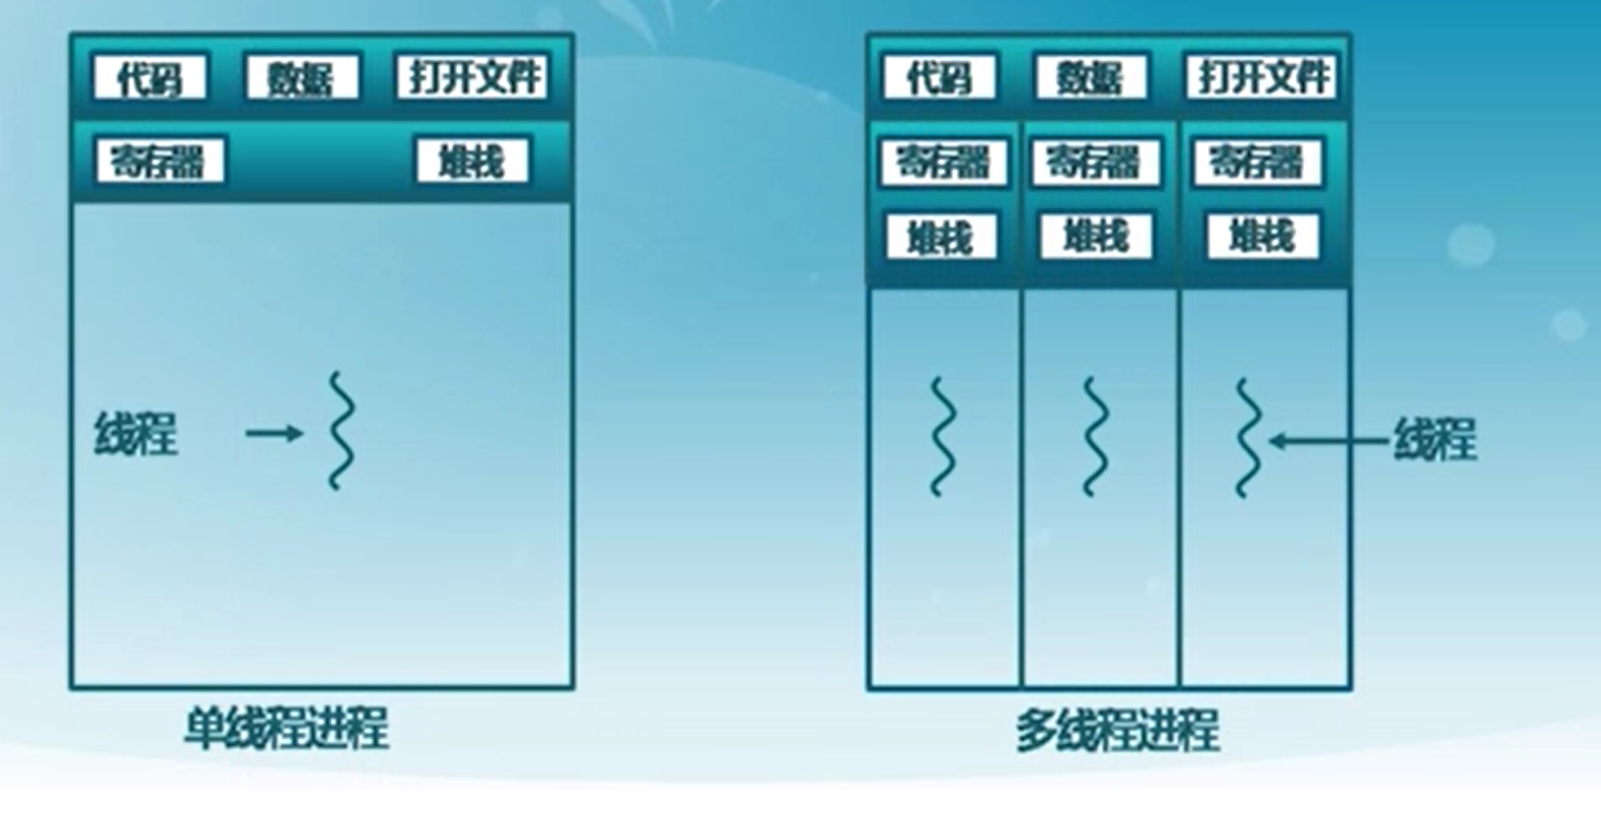 代码 数据 打开文件
寄存器 堆栈
线程
单线程进程
代码 数据 打开文件
寄存器 寄存器 寄存器
堆栈 堆栈 堆栈
线程
多线程进程